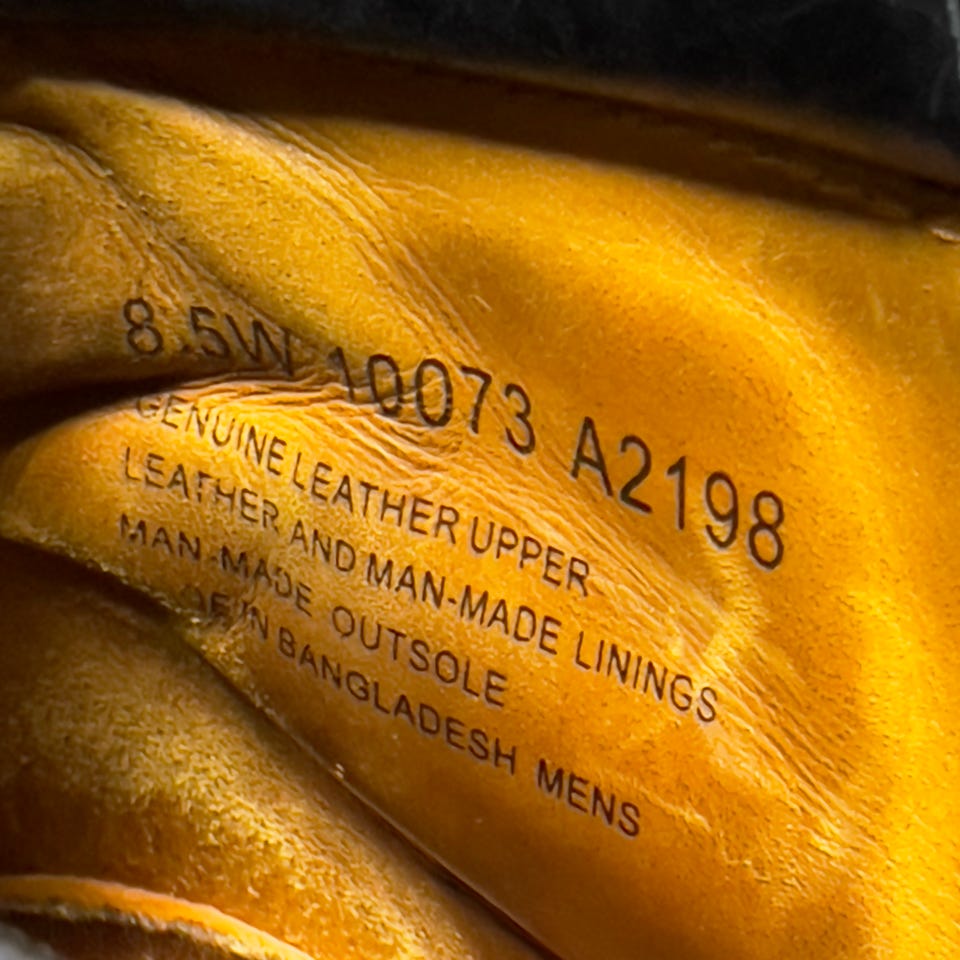 8.5W 10073 A2198
GENUINE LEATHER UPPER
LEATHER AND MAN-MADE LININGS
MAN-MADE OUTSOLE
IN BANGLADESH MENS